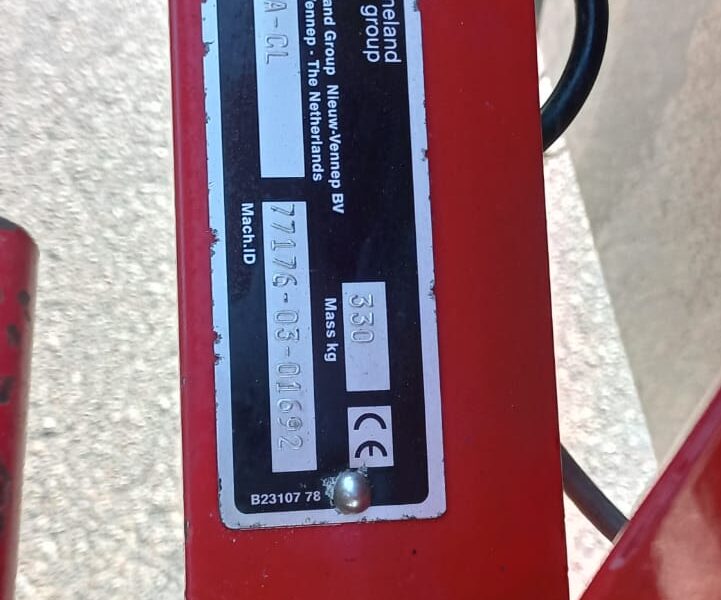 neland
group
and Group Nieuw-Vennep BV
ennep - The Netherlands
A-CL
Mass kg
330
Mach.ID
77176-03-01692
CE
B23107 78